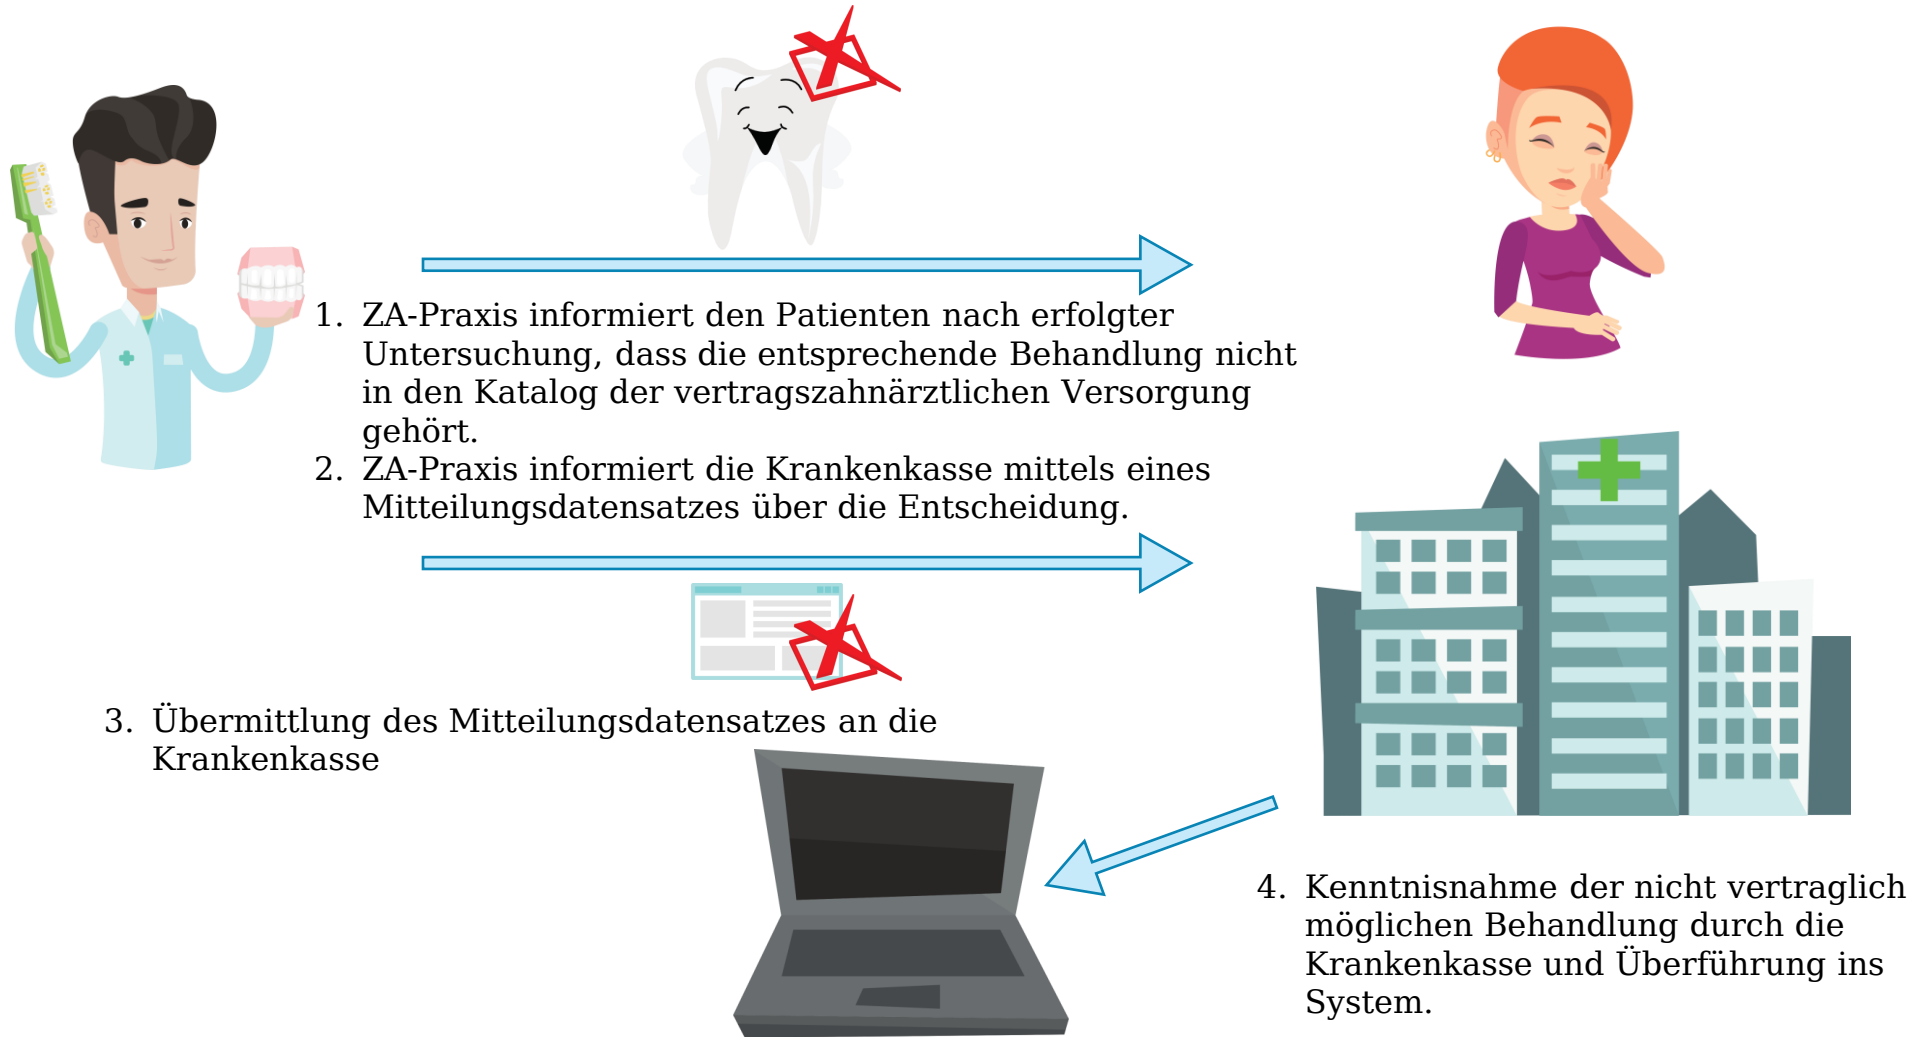 1. ZA-Praxis informiert den Patienten nach erfolgter
Untersuchung, dass die entsprechende Behandlung nicht
in den Katalog der vertragszahnärztlichen Versorgung
gehört.
2. ZA-Praxis informiert die Krankenkasse mittels eines
Mitteilungsdatensatzes über die Entscheidung.
3. Übermittlung des Mitteilungsdatensatzes an die
Krankenkasse
4. Kenntnisnahme der nicht vertraglich
möglichen Behandlung durch die
Krankenkasse und Überführung ins
System.